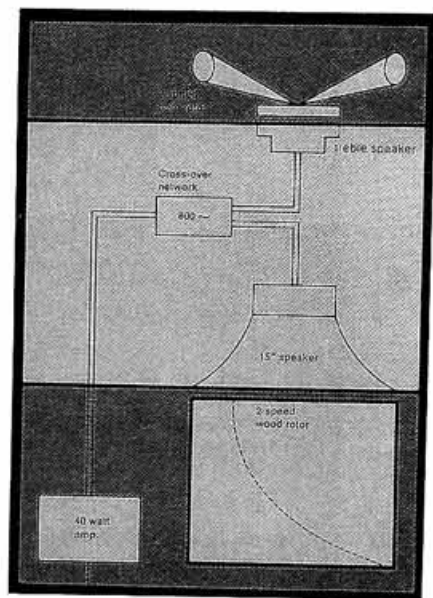 Treble speaker
Cross-over
network
800 ~
15" speaker
2 speed
wood rotor
40 watt
amp.